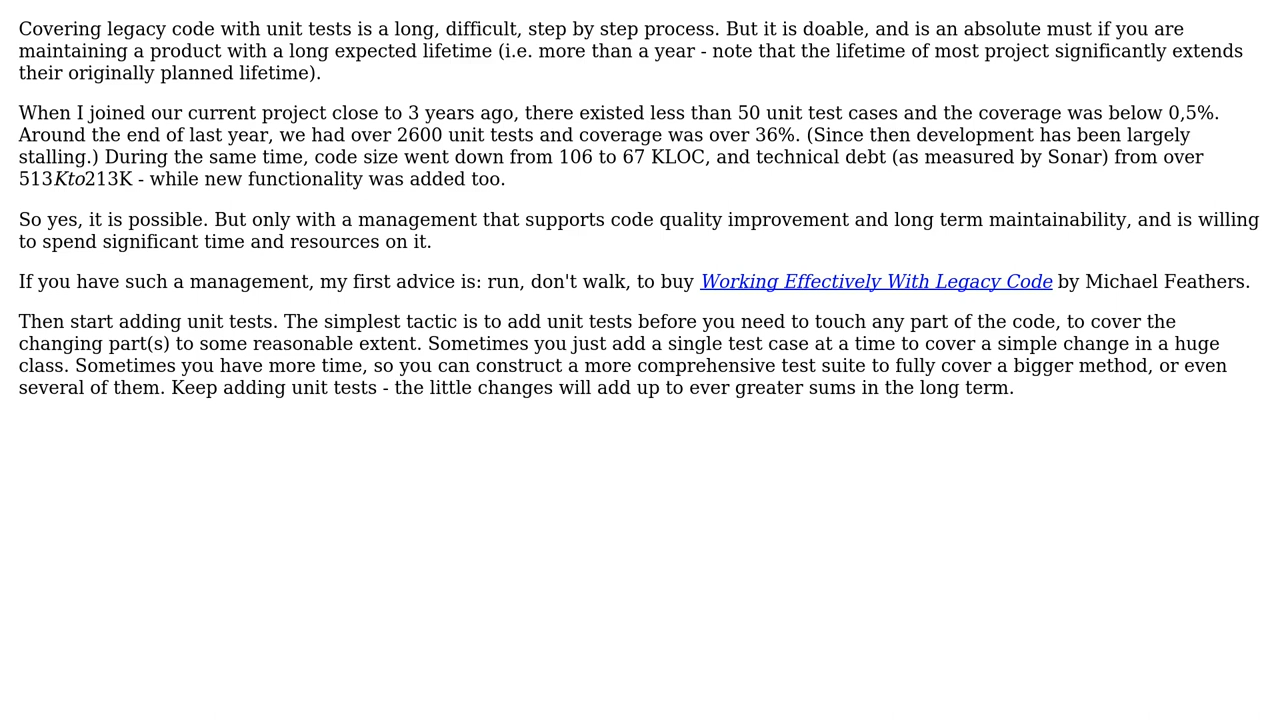 Covering legacy code with unit tests is a long, difficult, step by step process. But it is doable, and is an absolute must if you are
maintaining a product with a long expected lifetime (i.e. more than a year - note that the lifetime of most project significantly extends
their originally planned lifetime).
When I joined our current project close to 3 years ago, there existed less than 50 unit test cases and the coverage was below 0,5%.
Around the end of last year, we had over 2600 unit tests and coverage was over 36%. (Since then development has been largely
stalling.) During the same time, code size went down from 106 to 67 KLOC, and technical debt (as measured by Sonar) from over
513Kto213K - while new functionality was added too.
So yes, it is possible. But only with a management that supports code quality improvement and long term maintainability, and is willing
to spend significant time and resources on it.
If you have such a management, my first advice is: run, don't walk, to buy Working Effectively With Legacy Code by Michael Feathers.
Then start adding unit tests. The simplest tactic is to add unit tests before you need to touch any part of the code, to cover the
changing part(s) to some reasonable extent. Sometimes you just add a single test case at a time to cover a simple change in a huge
class. Sometimes you have more time, so you can construct a more comprehensive test suite to fully cover a bigger method, or even
several of them. Keep adding unit tests - the little changes will add up to ever greater sums in the long term.